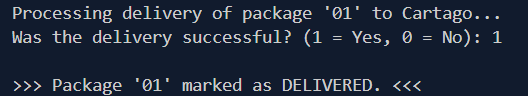 Processing delivery of package '01' to Cartago...
Was the delivery successful? (1 = Yes, 0 = No): 1
>>> Package '01' marked as DELIVERED. <<<